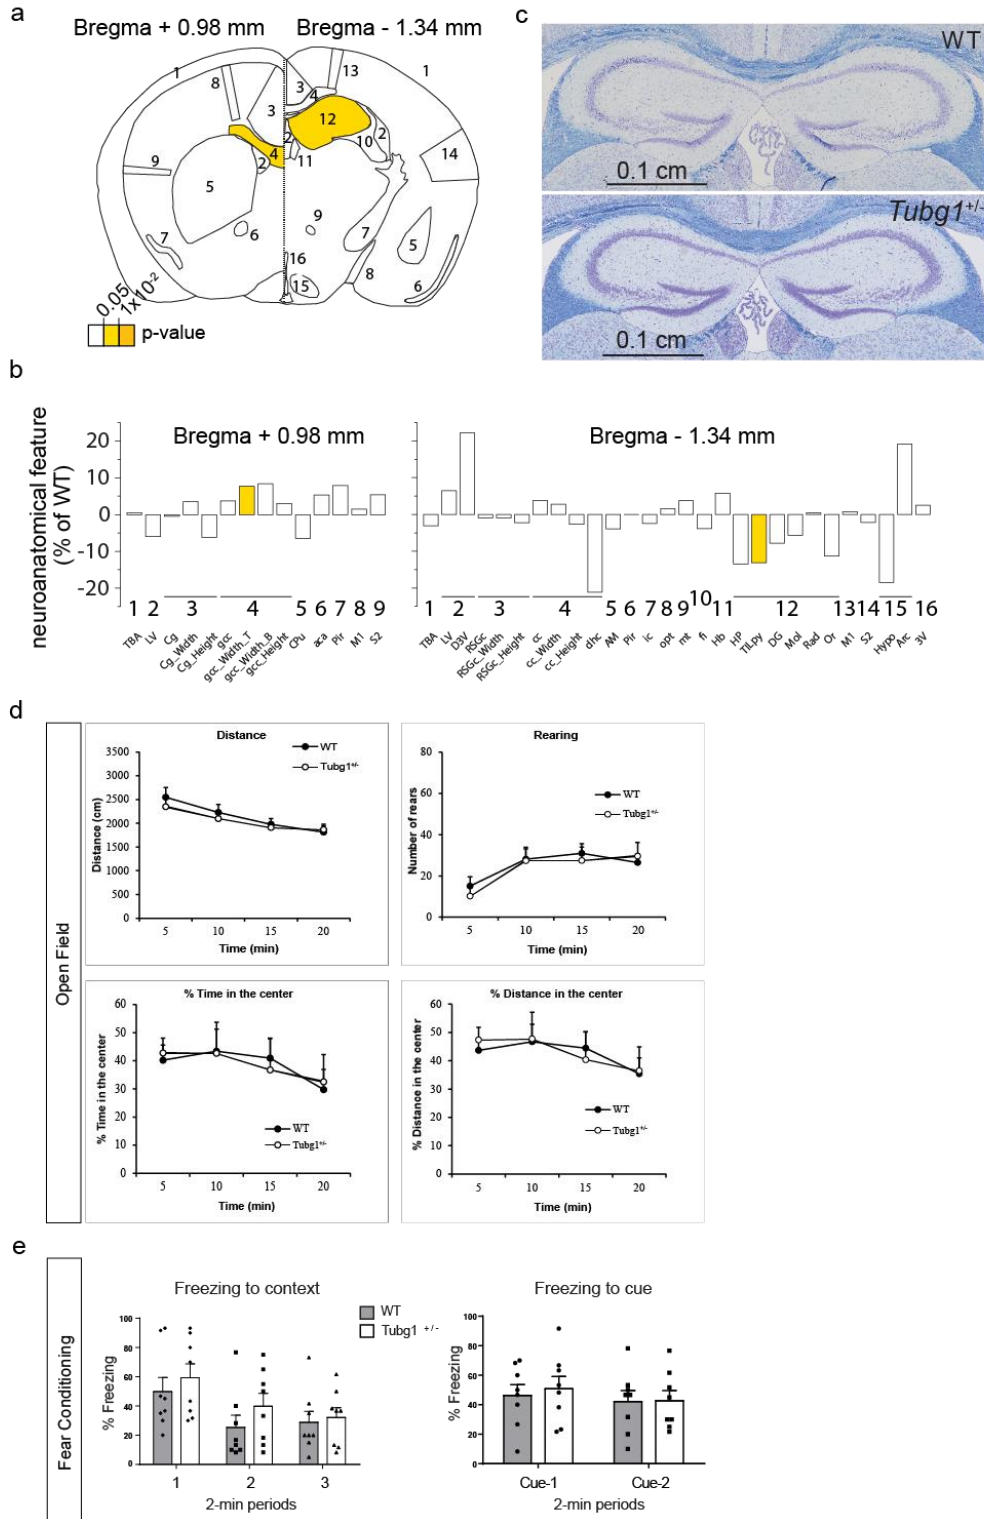 a
Bregma + 0.98 mm
Bregma - 1.34 mm
1
8
3
3
4
13
1
12
2
10
2
4
2
11
14
9
5
6
9
7
7
5
16
8
15
6
0.05
1x10-2
p-value
c
WT
0.1 cm
Tubg1+/-
0.1 cm
b
neuroanatomical feature
(% of WT)
Bregma + 0.98 mm
Bregma - 1.34 mm
20
10
0
-10
-20
1 2 3 4 5 6 7 8 9
1 2 3 4 5 6 7 8 9 10 11 12 13 14 15 16
TBA LV Cg Cg_Width Cg_Height gcc gcc_Width_T gcc_Width_B gcc_Height CPu aca Pir M1 S2
TBA LV D3V RSGc RSGc_Width RSGc_Height cc cc_Width cc_Height dhc AM Pir ic opt mt fi Hb HP TILpy DG Mol Rad Or M1 S2 Hypo Arc 3V
d
Open Field
Distance
WT
Tubg1+/-
Distance (cm)
3500
3000
2500
2000
1500
1000
500
0
5 10 15 20
Time (min)
Rearing
WT
Tubg1+/-
Number of rears
80
60
40
20
0
5 10 15 20
Time (min)
% Time in the center
% Time in the center
60
50
40
30
20
10
0
WT
Tubg1+/-
5 10 15 20
Time (min)
% Distance in the center
% Distance in the center
60
50
40
30
20
10
0
WT
Tubg1+/-
5 10 15 20
Time (min)
e
Fear Conditioning
Freezing to context
WT
Tubg1 +/-
% Freezing
100
80
60
40
20
0
1 2 3
2-min periods
Freezing to cue
% Freezing
100
80
60
40
20
0
Cue-1 Cue-2
2-min periods